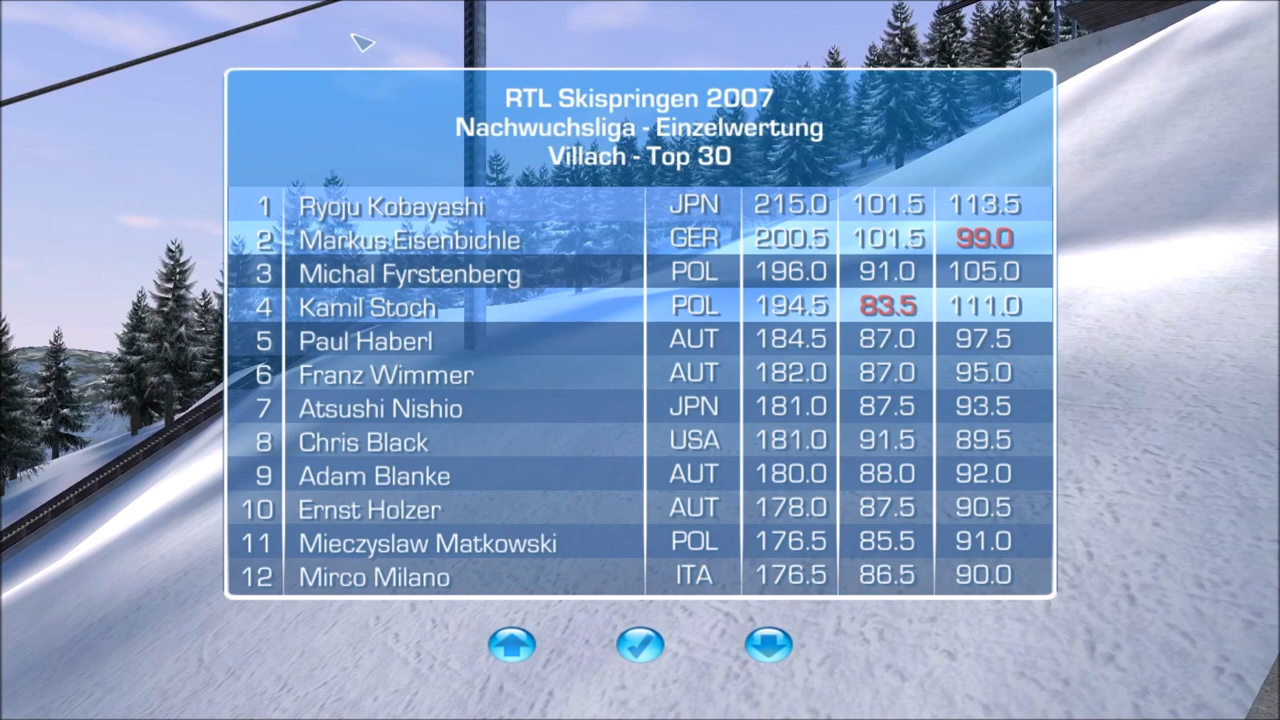 RTL Skispringen 2007
Nachwuchsliga - Einzelwertung
Villach - Top 30
1 Ryoju Kobayashi JPN 215.0 101.5 113.5
2 Markus Eisenbichle GER 200.5 101.5 99.0
3 Michal Fyrstenberg POL 196.0 91.0 105.0
4 Kamil Stoch POL 194.5 83.5 111.0
5 Paul Haberl AUT 184.5 87.0 97.5
6 Franz Wimmer AUT 182.0 87.0 95.0
7 Atsushi Nishio JPN 181.0 87.5 93.5
8 Chris Black USA 181.0 91.5 89.5
9 Adam Blanke AUT 180.0 88.0 92.0
10 Ernst Holzer AUT 178.0 87.5 90.5
11 Mieczyslaw Matkowski POL 176.5 85.5 91.0
12 Mirco Milano ITA 176.5 86.5 90.0